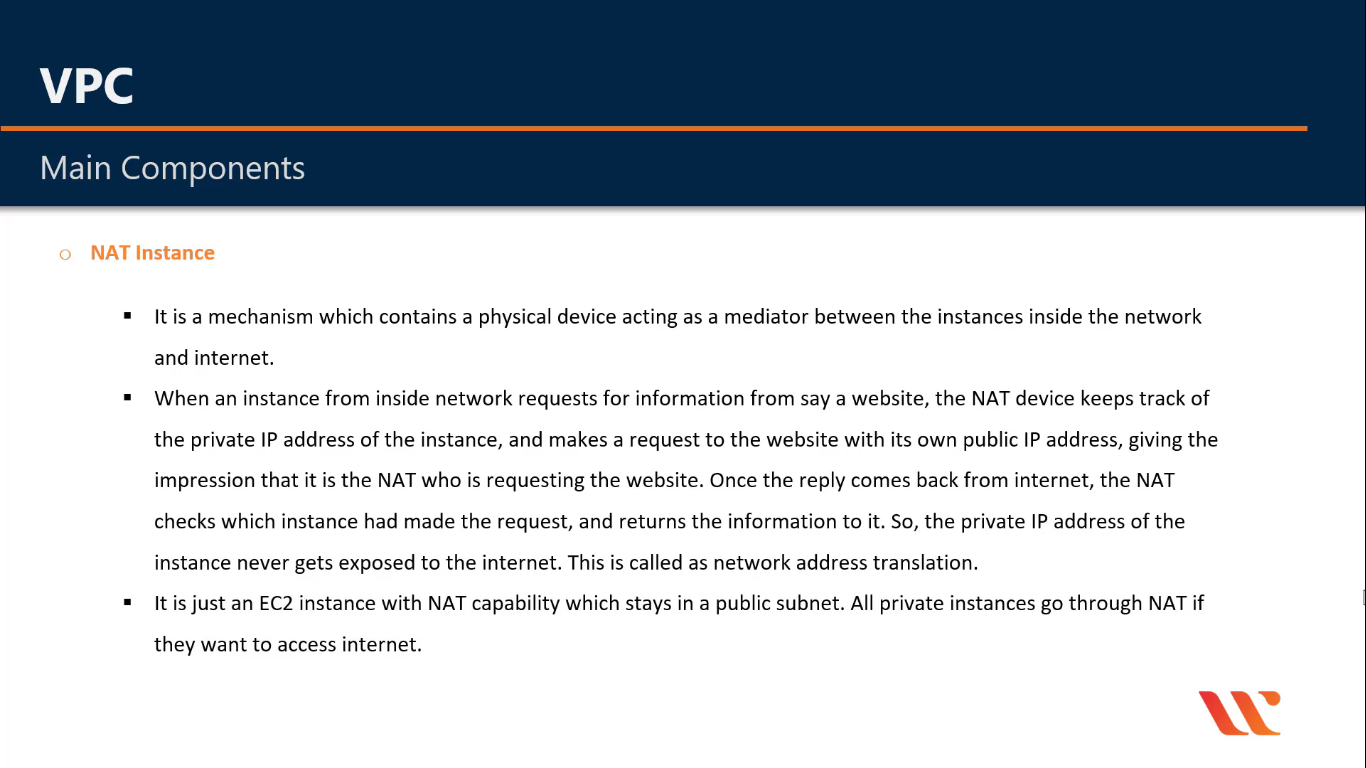 VPC
Main Components
NAT Instance
It is a mechanism which contains a physical device acting as a mediator between the instances inside the network
and internet.
When an instance from inside network requests for information from say a website, the NAT device keeps track of
the private IP address of the instance, and makes a request to the website with its own public IP address, giving the
impression that it is the NAT who is requesting the website. Once the reply comes back from internet, the NAT
checks which instance had made the request, and returns the information to it. So, the private IP address of the
instance never gets exposed to the internet. This is called as network address translation.
It is just an EC2 instance with NAT capability which stays in a public subnet. All private instances go through NAT if
they want to access internet.